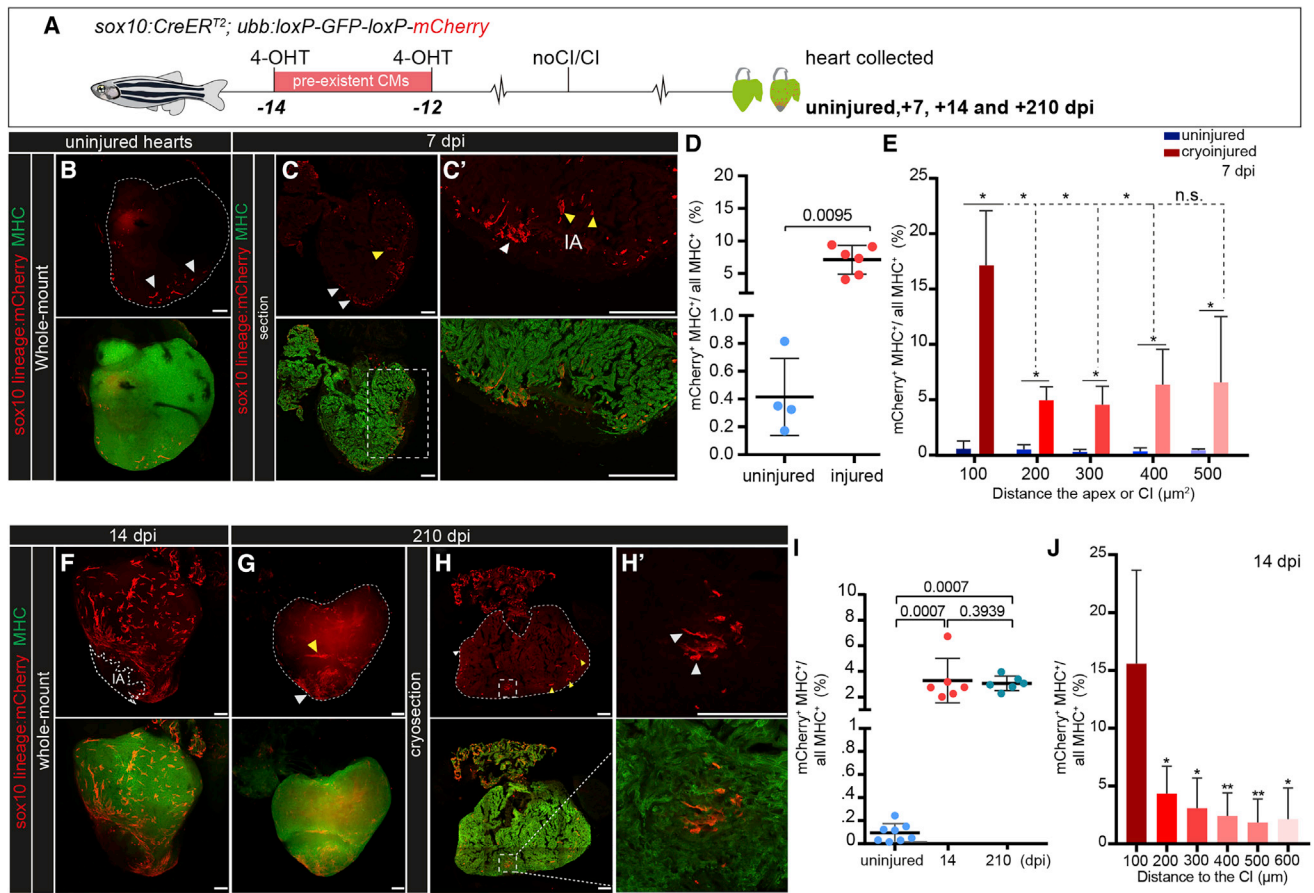 A
sox10:CreERT2; ubb:loxP-GFP-loxP-mCherry
4-OHT 4-OHT noCI/CI heart collected
pre-existent CMs
-14 -12 uninjured,+7, +14 and +210 dpi
uninjured hearts 7 dpi
sox10 lineage:mCherry MHC
Whole-mount
B
sox10 lineage:mCherry MHC
section
C
C'
IA
D
mCherry+ MHC+/ all MHC+ (%)
20
15
10
5
0.8
0.6
0.4
0.2
0
0.0095
uninjured injured
E
uninjured
cryoinjured
7 dpi
mCherry+ MHC+/ all MHC+ (%)
25
20
15
10
5
0
* * * * n.s.
* * * *
100 200 300 400 500
Distance the apex or CI (µm2)
14 dpi 210 dpi
sox10 lineage:mCherry MHC
whole-mount
F
IA
G
cryosection
H
H'
I
mCherry+ MHC+/
all MHC+ (%)
mCherry+ MHC+/
all MHC+ (%)
10
8
6
4
2
1
.8
.6
.4
.2
0
0.0007
0.0007 0.3939
uninjured 14 210 (dpi)
J
14 dpi
mCherry+ MHC+/
all MHC+ (%)
25
20
15
10
5
0
* * ** ** *
100 200 300 400 500 600
Distance to the CI (µm)